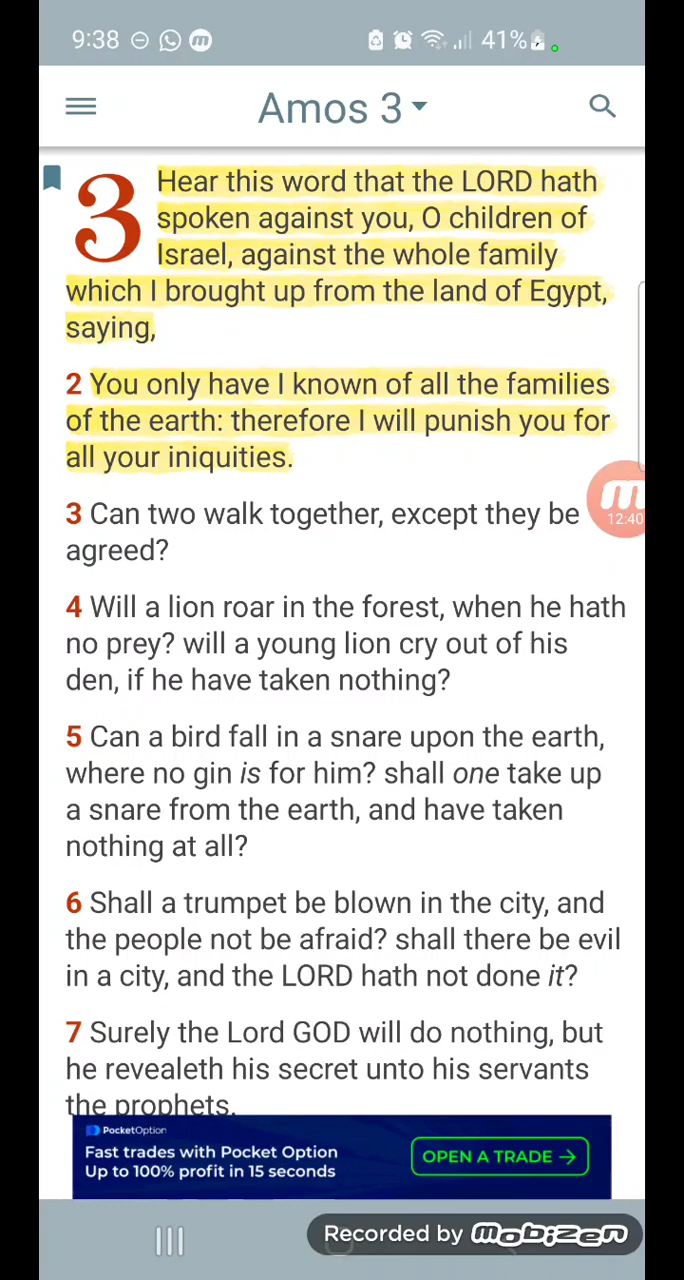 9:38 41%
Amos 3
3 Hear this word that the LORD hath
spoken against you, O children of
Israel, against the whole family
which I brought up from the land of Egypt,
saying,
2 You only have I known of all the families
of the earth: therefore I will punish you for
all your iniquities.
3 Can two walk together, except they be
agreed?
12:40
4 Will a lion roar in the forest, when he hath
no prey? will a young lion cry out of his
den, if he have taken nothing?
5 Can a bird fall in a snare upon the earth,
where no gin is for him? shall one take up
a snare from the earth, and have taken
nothing at all?
6 Shall a trumpet be blown in the city, and
the people not be afraid? shall there be evil
in a city, and the LORD hath not done it?
7 Surely the Lord GOD will do nothing, but
he revealeth his secret unto his servants
the prophets.
PocketOption
Fast trades with Pocket Option
Up to 100% profit in 15 seconds
OPEN A TRADE →
Recorded by mobizen